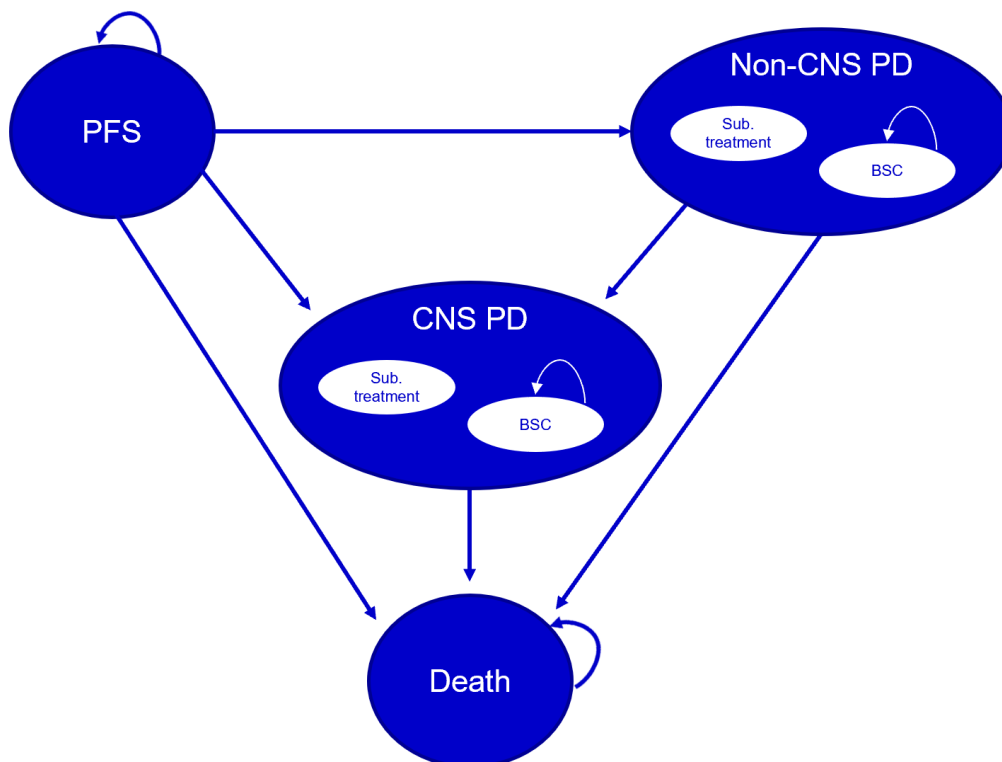 PFS
Non-CNS PD
Sub.
treatment
BSC
CNS PD
Sub.
treatment
BSC
Death